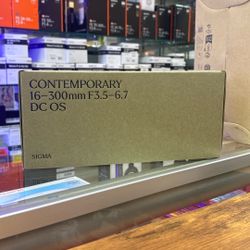 CONTEMPORARY
16–300mm F3.5–6.7
DC OS
SIGMA